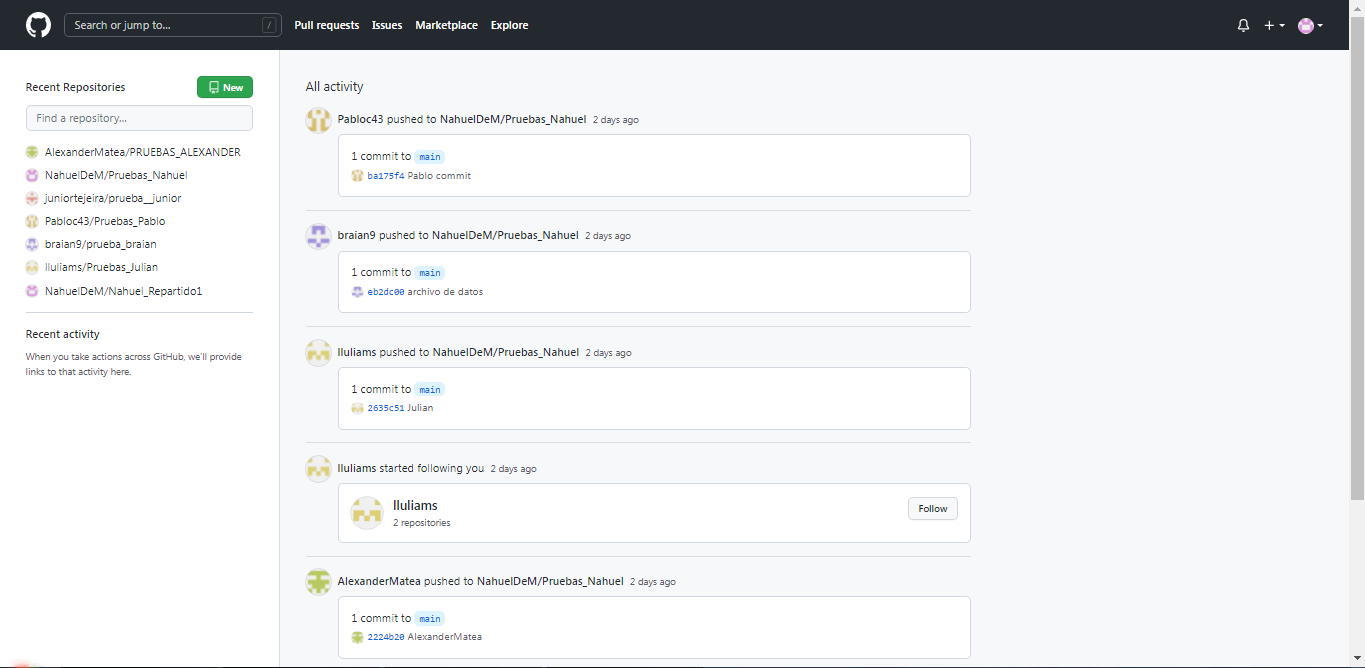 Search or jump to... /
Pull requests
Issues
Marketplace
Explore
Recent Repositories
New
Find a repository...
AlexanderMatea/PRUEBAS_ALEXANDER
NahuelDeM/Pruebas_Nahuel
juniortejeira/prueba__junior
Pabloc43/Pruebas_Pablo
braian9/prueba_braian
lluliams/Pruebas_Julian
NahuelDeM/Nahuel_Repartido1
Recent activity
When you take actions across GitHub, we'll provide
links to that activity here.
All activity
Pabloc43 pushed to NahuelDeM/Pruebas_Nahuel 2 days ago
1 commit to main
ba175f4 Pablo commit
braian9 pushed to NahuelDeM/Pruebas_Nahuel 2 days ago
1 commit to main
eb2dc00 archivo de datos
lluliams pushed to NahuelDeM/Pruebas_Nahuel 2 days ago
1 commit to main
2635c51 Julian
lluliams started following you 2 days ago
lluliams
2 repositories
Follow
AlexanderMatea pushed to NahuelDeM/Pruebas_Nahuel 2 days ago
1 commit to main
2224b20 AlexanderMatea